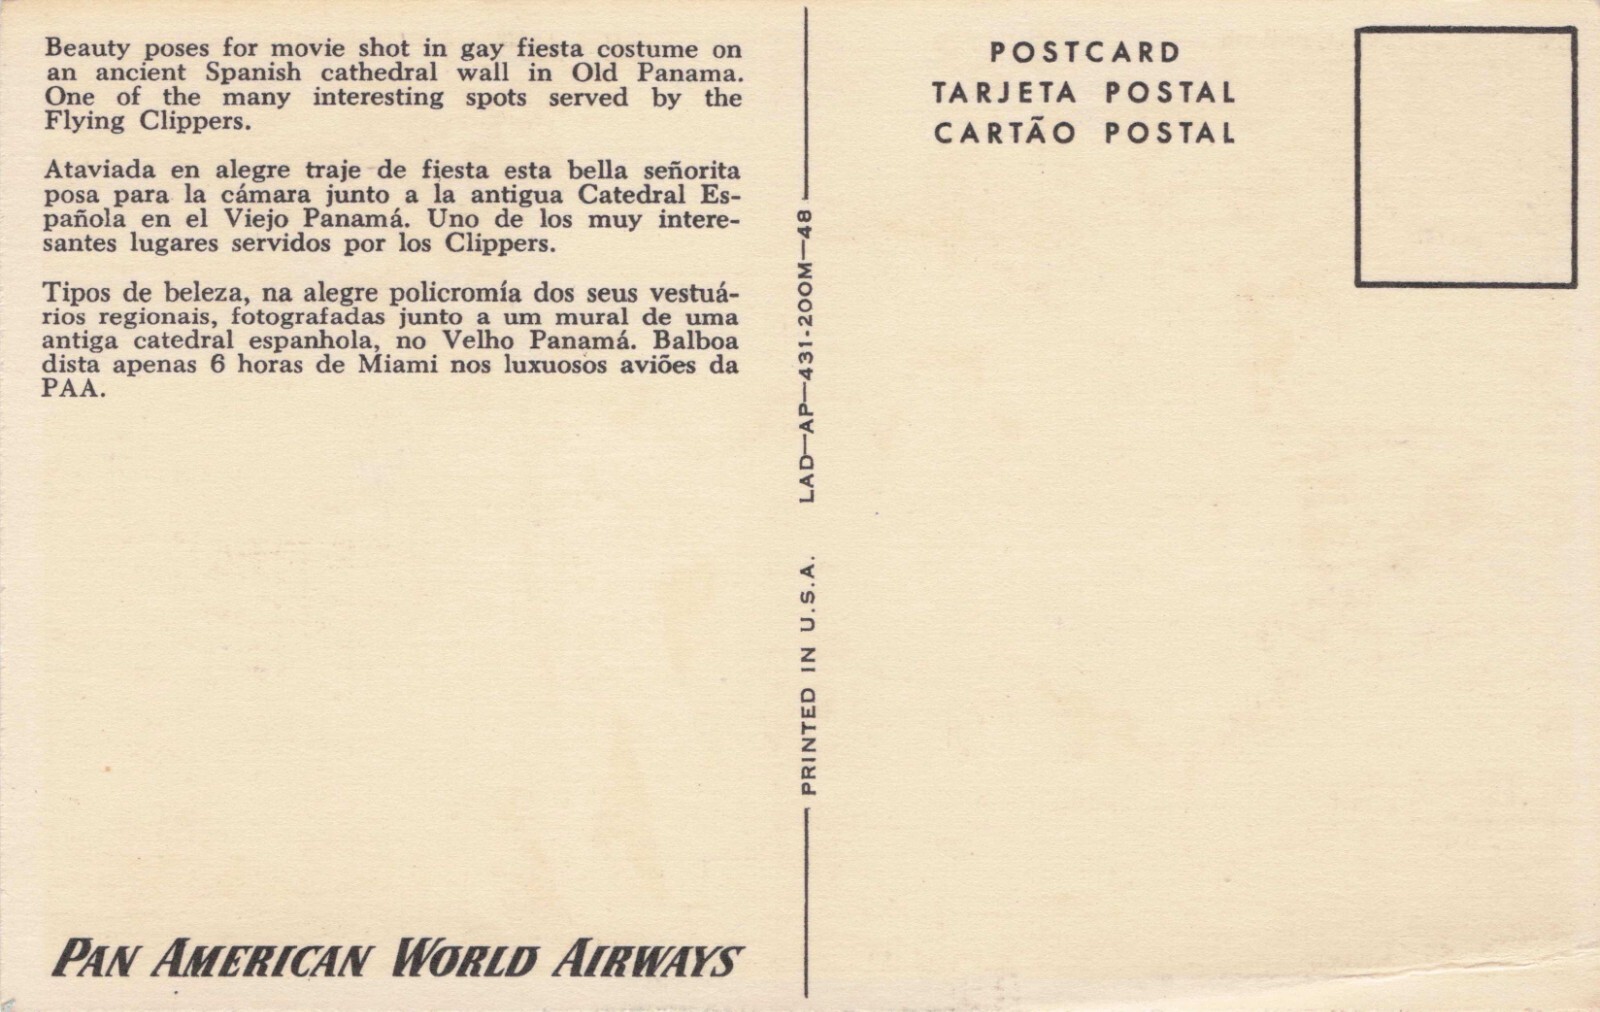 Beauty poses for movie shot in gay fiesta costume on
an ancient Spanish cathedral wall in Old Panama.
One of the many interesting spots served by the
Flying Clippers.
Ataviada en alegre traje de fiesta esta bella señorita
posa para la cámara junto a la antigua Catedral Es-
pañola en el Viejo Panamá. Uno de los muy intere-
santes lugares servidos por los Clippers.
Tipos de beleza, na alegre policromía dos seus vestuá-
rios regionais, fotografadas junto a um mural de uma
antiga catedral espanhola, no Velho Panamá. Balboa
dista apenas 6 horas de Miami nos luxuosos aviões da
PAA.
PAN AMERICAN WORLD AIRWAYS
PRINTED IN U.S.A. LAD—AP—431-200M—48
POSTCARD
TARJETA POSTAL
CARTÃO POSTAL